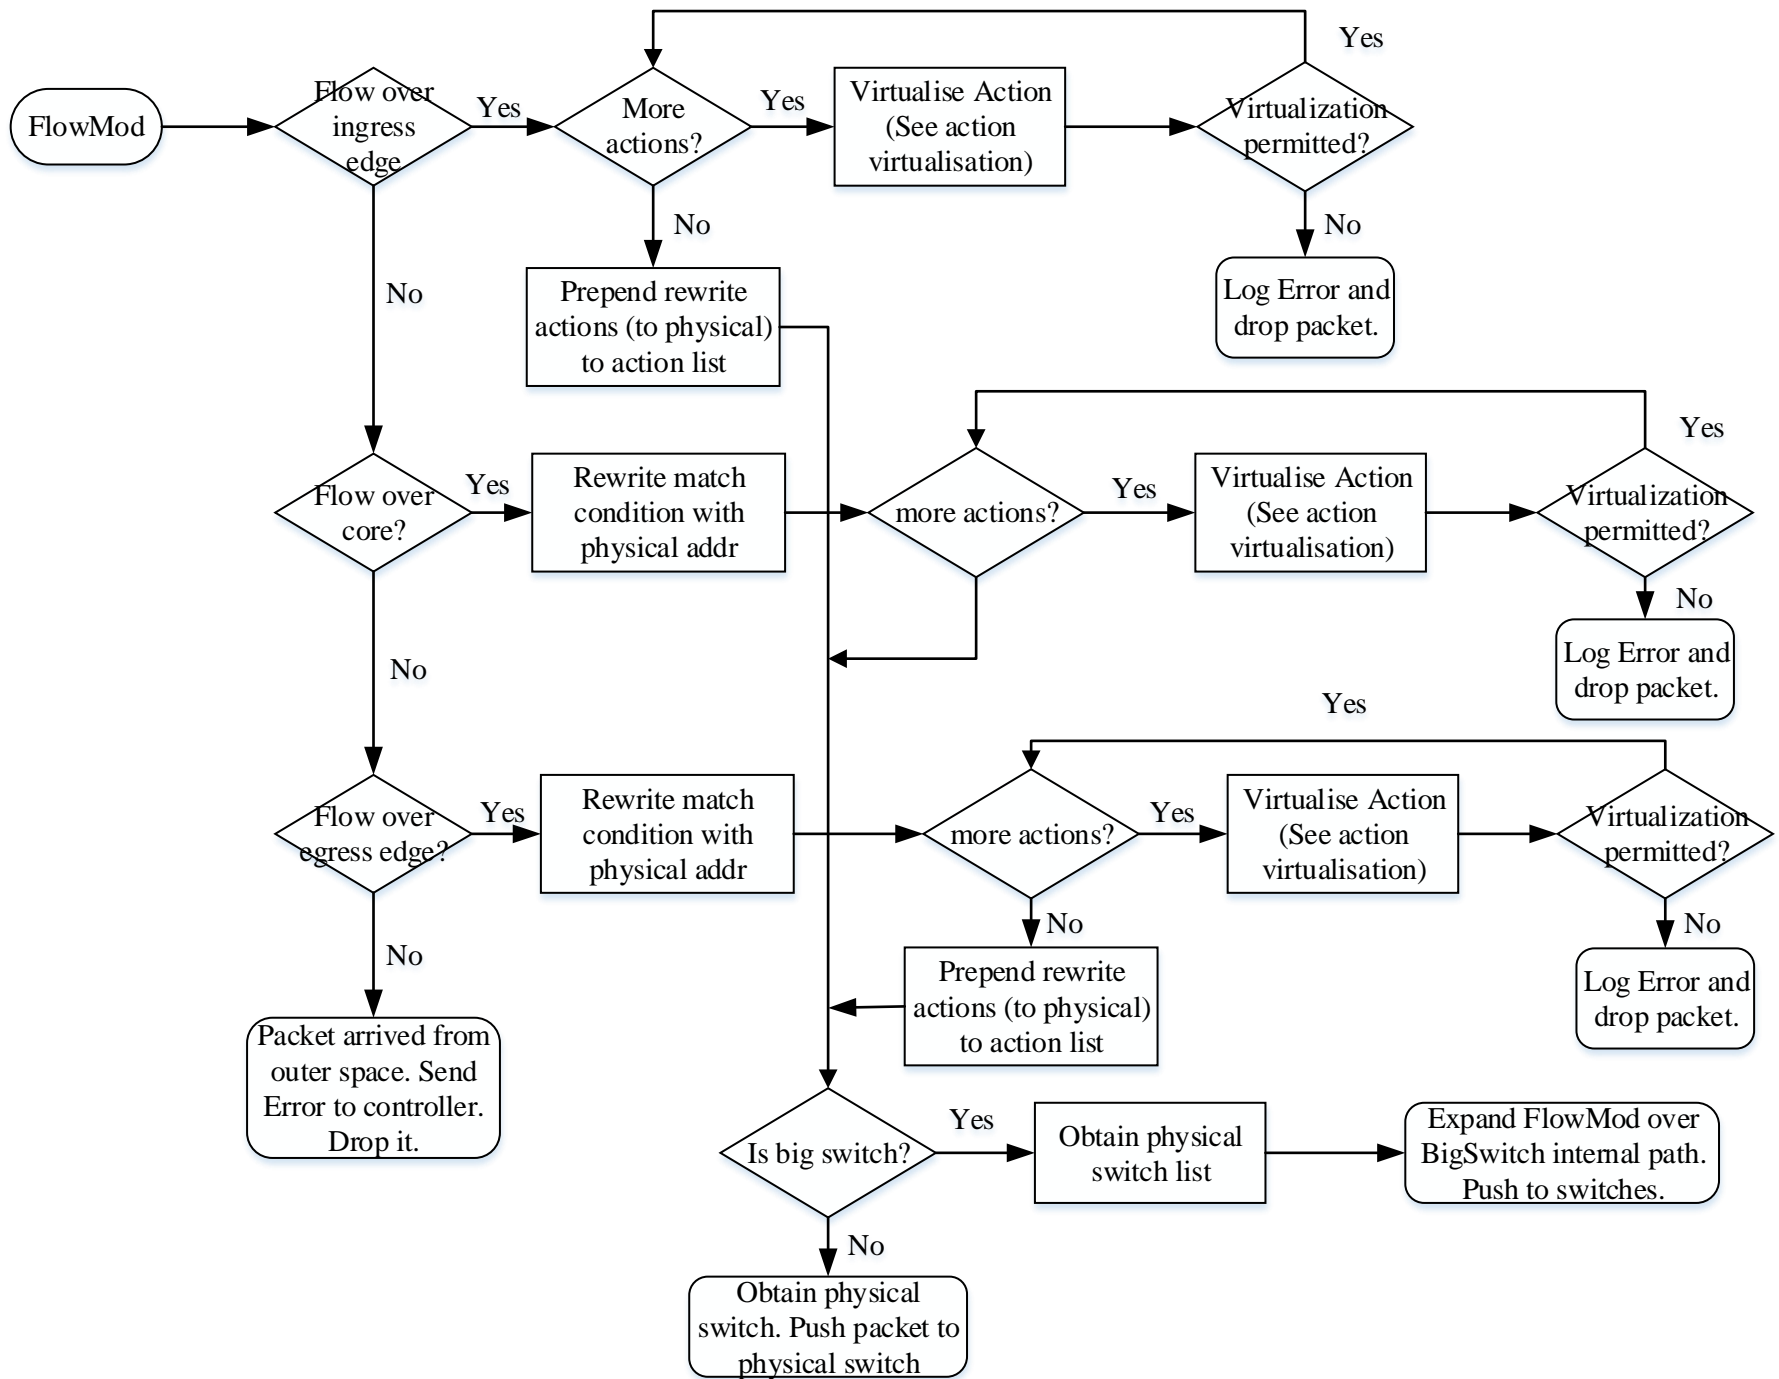 Yes
FlowMod
Flow over
ingress
edge
Yes
More
actions?
Yes
Virtualise Action
(See action
virtualisation)
Virtualization
permitted?
No
No
Log Error and
drop packet.
No
Prepend rewrite
actions (to physical)
to action list
Yes
Flow over
core?
Yes
Rewrite match
condition with
physical addr
more actions?
Yes
Virtualise Action
(See action
virtualisation)
Virtualization
permitted?
No
Log Error and
drop packet.
No
Yes
Flow over
egress edge?
Yes
Rewrite match
condition with
physical addr
more actions?
Yes
Virtualise Action
(See action
virtualisation)
Virtualization
permitted?
No
No
No
Prepend rewrite
actions (to physical)
to action list
Log Error and
drop packet.
Packet arrived from
outer space. Send
Error to controller.
Drop it.
Is big switch?
Yes
Obtain physical
switch list
Expand FlowMod over
BigSwitch internal path.
Push to switches.
No
Obtain physical
switch. Push packet to
physical switch